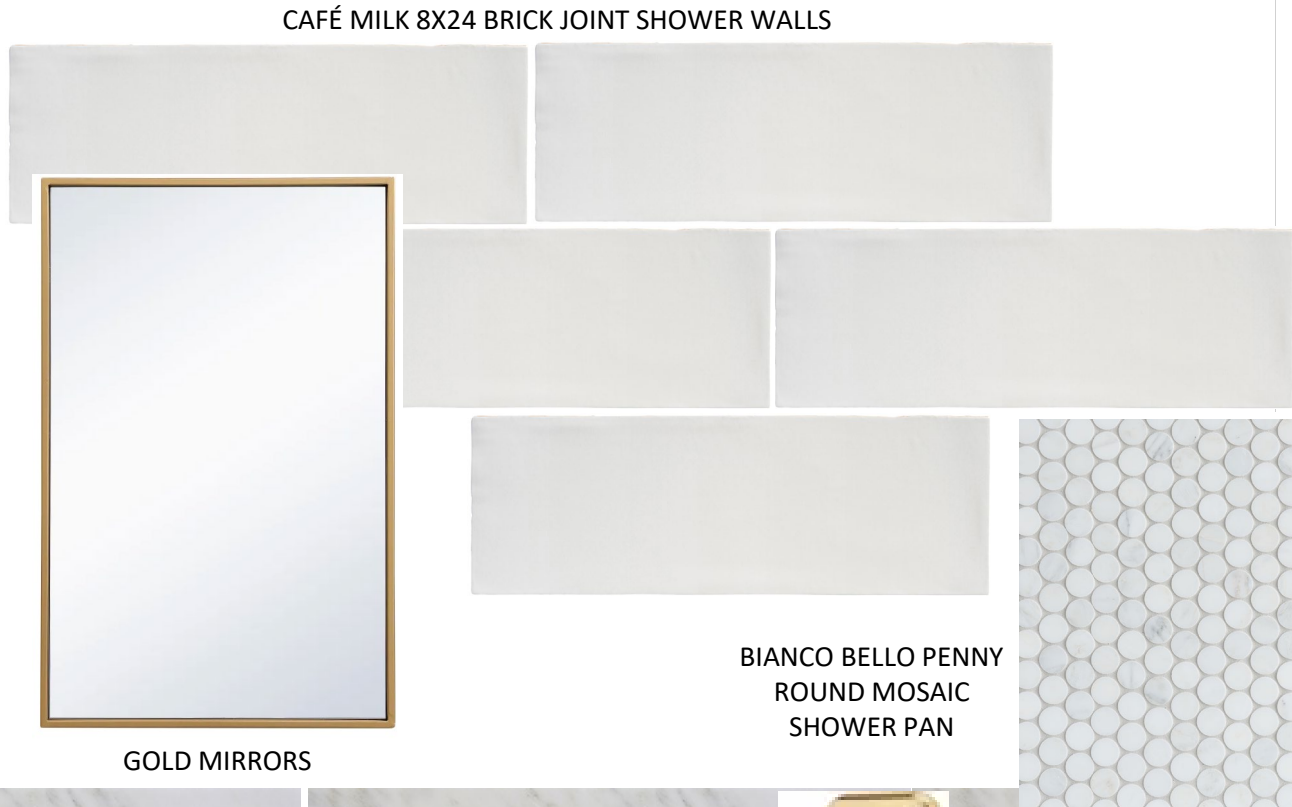 CAFÉ MILK 8X24 BRICK JOINT SHOWER WALLS
BIANCO BELLO PENNY
ROUND MOSAIC
SHOWER PAN
GOLD MIRRORS